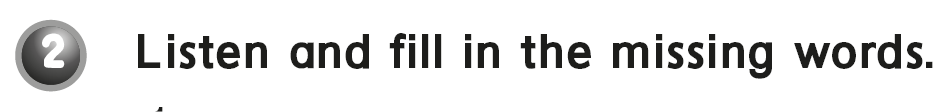 2 Listen and fill in the missing words.